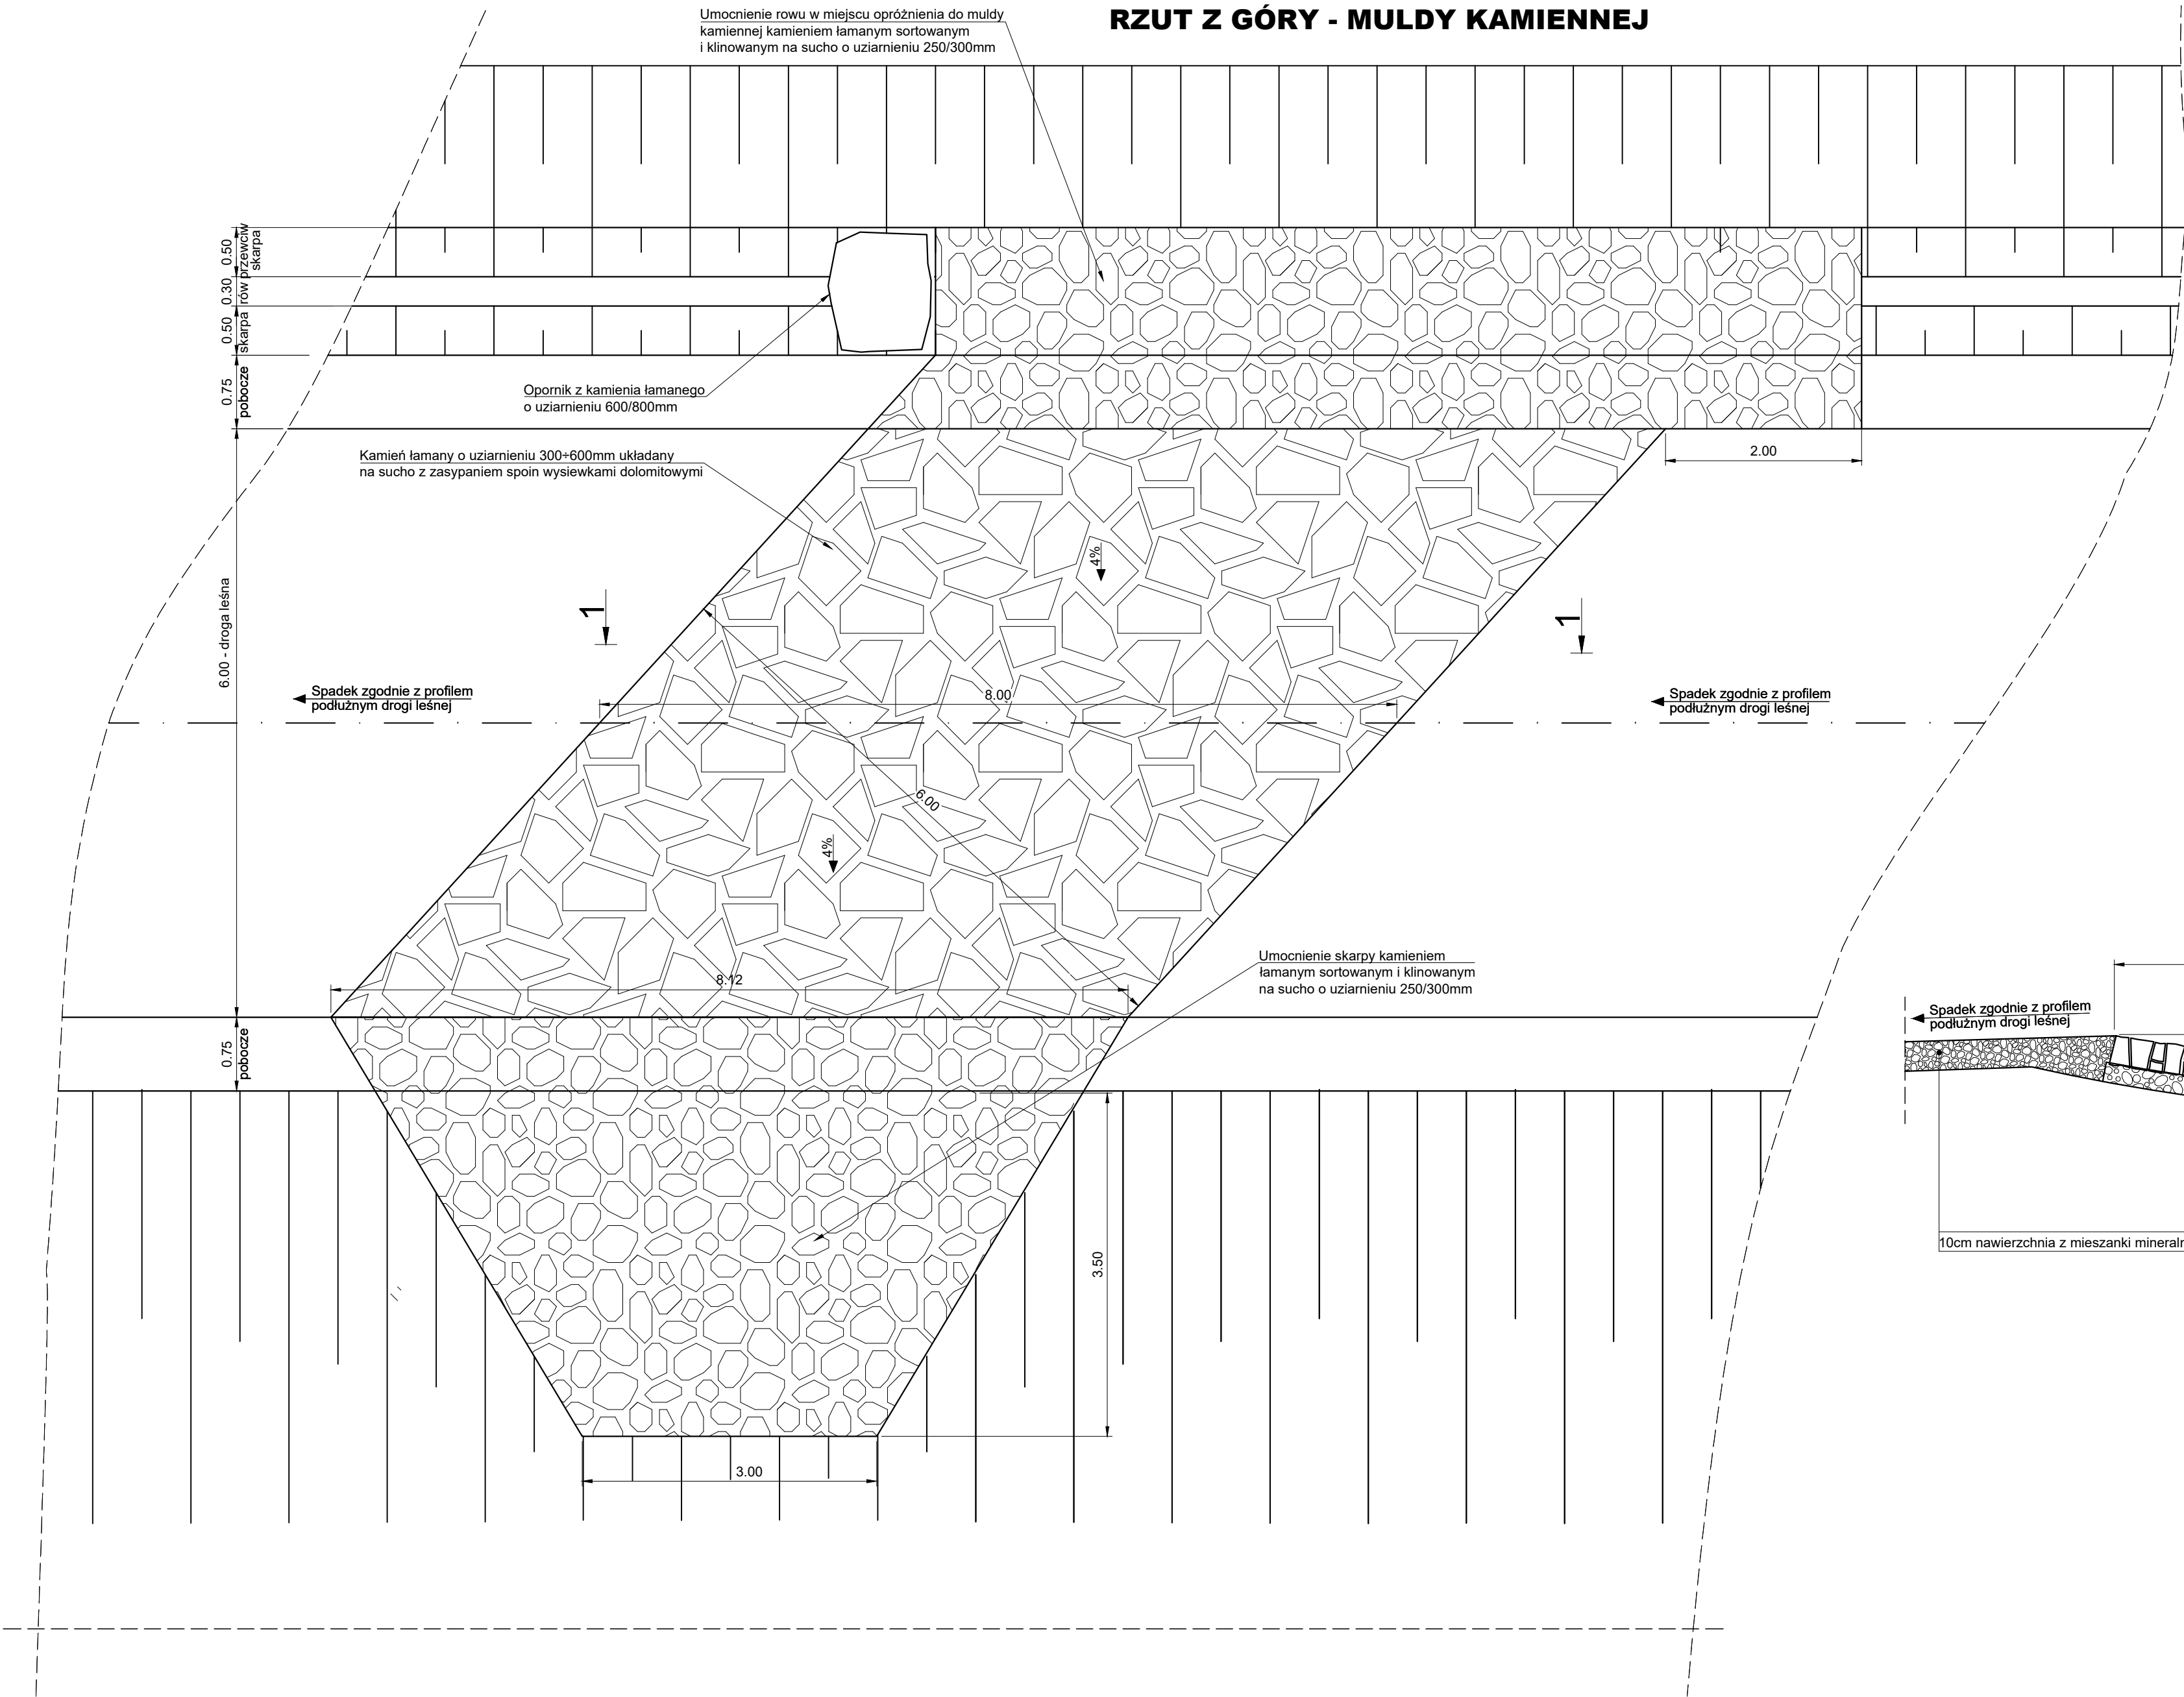 RZUT Z GÓRY - MULDY KAMIENNEJ
Umocnienie rowu w miejscu opróżnienia do muldy
kamiennej kamieniem łamanym sortowanym
i klinowanym na sucho o uziarnieniu 250/300mm
0.50
przewciw
skarpa
0.30
rów
0.50
skarpa
0.75
pobocze
Opornik z kamienia łamanego
o uziarnieniu 600/800mm
Kamień łamany o uziarnieniu 300÷600mm układany
na sucho z zasypaniem spoin wysiewkami dolomitowymi
2.00
4%
1
1
6.00 - droga leśna
Spadek zgodnie z profilem
podłużnym drogi leśnej
8.00
Spadek zgodnie z profilem
podłużnym drogi leśnej
6.00
4%
Umocnienie skarpy kamieniem
łamanym sortowanym i klinowanym
na sucho o uziarnieniu 250/300mm
8.12
Spadek zgodnie z profilem
podłużnym drogi leśnej
0.75
pobocze
10cm nawierzchnia z mieszanki
3.50
3.00